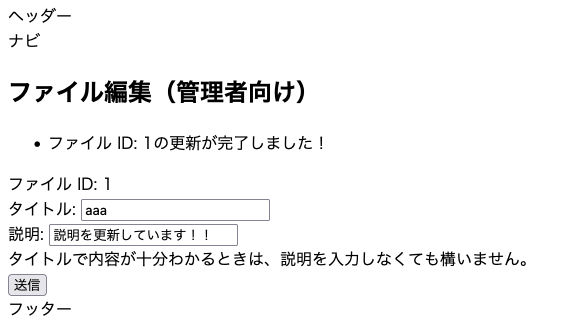 ヘッダー
ナビ
ファイル編集（管理者向け）
• ファイル ID: 1の更新が完了しました！
ファイル ID: 1
タイトル: aaa
説明: 説明を更新しています！！
タイトルで内容が十分わかるときは、説明を入力しなくても構いません。
送信
フッター